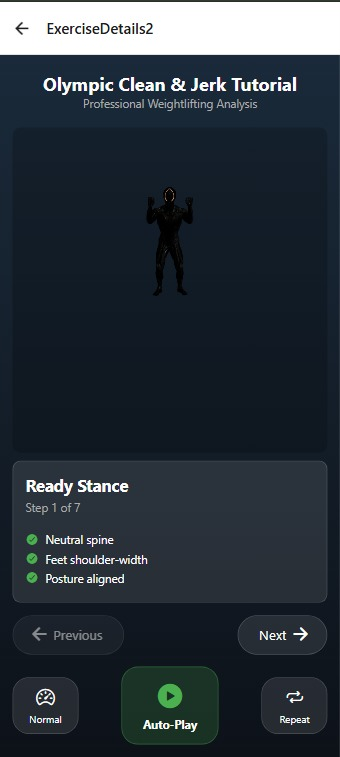 ExerciseDetails2
Olympic Clean & Jerk Tutorial
Professional Weightlifting Analysis
Ready Stance
Step 1 of 7
Neutral spine
Feet shoulder-width
Posture aligned
Previous
Next
Normal
Auto-Play
Repeat